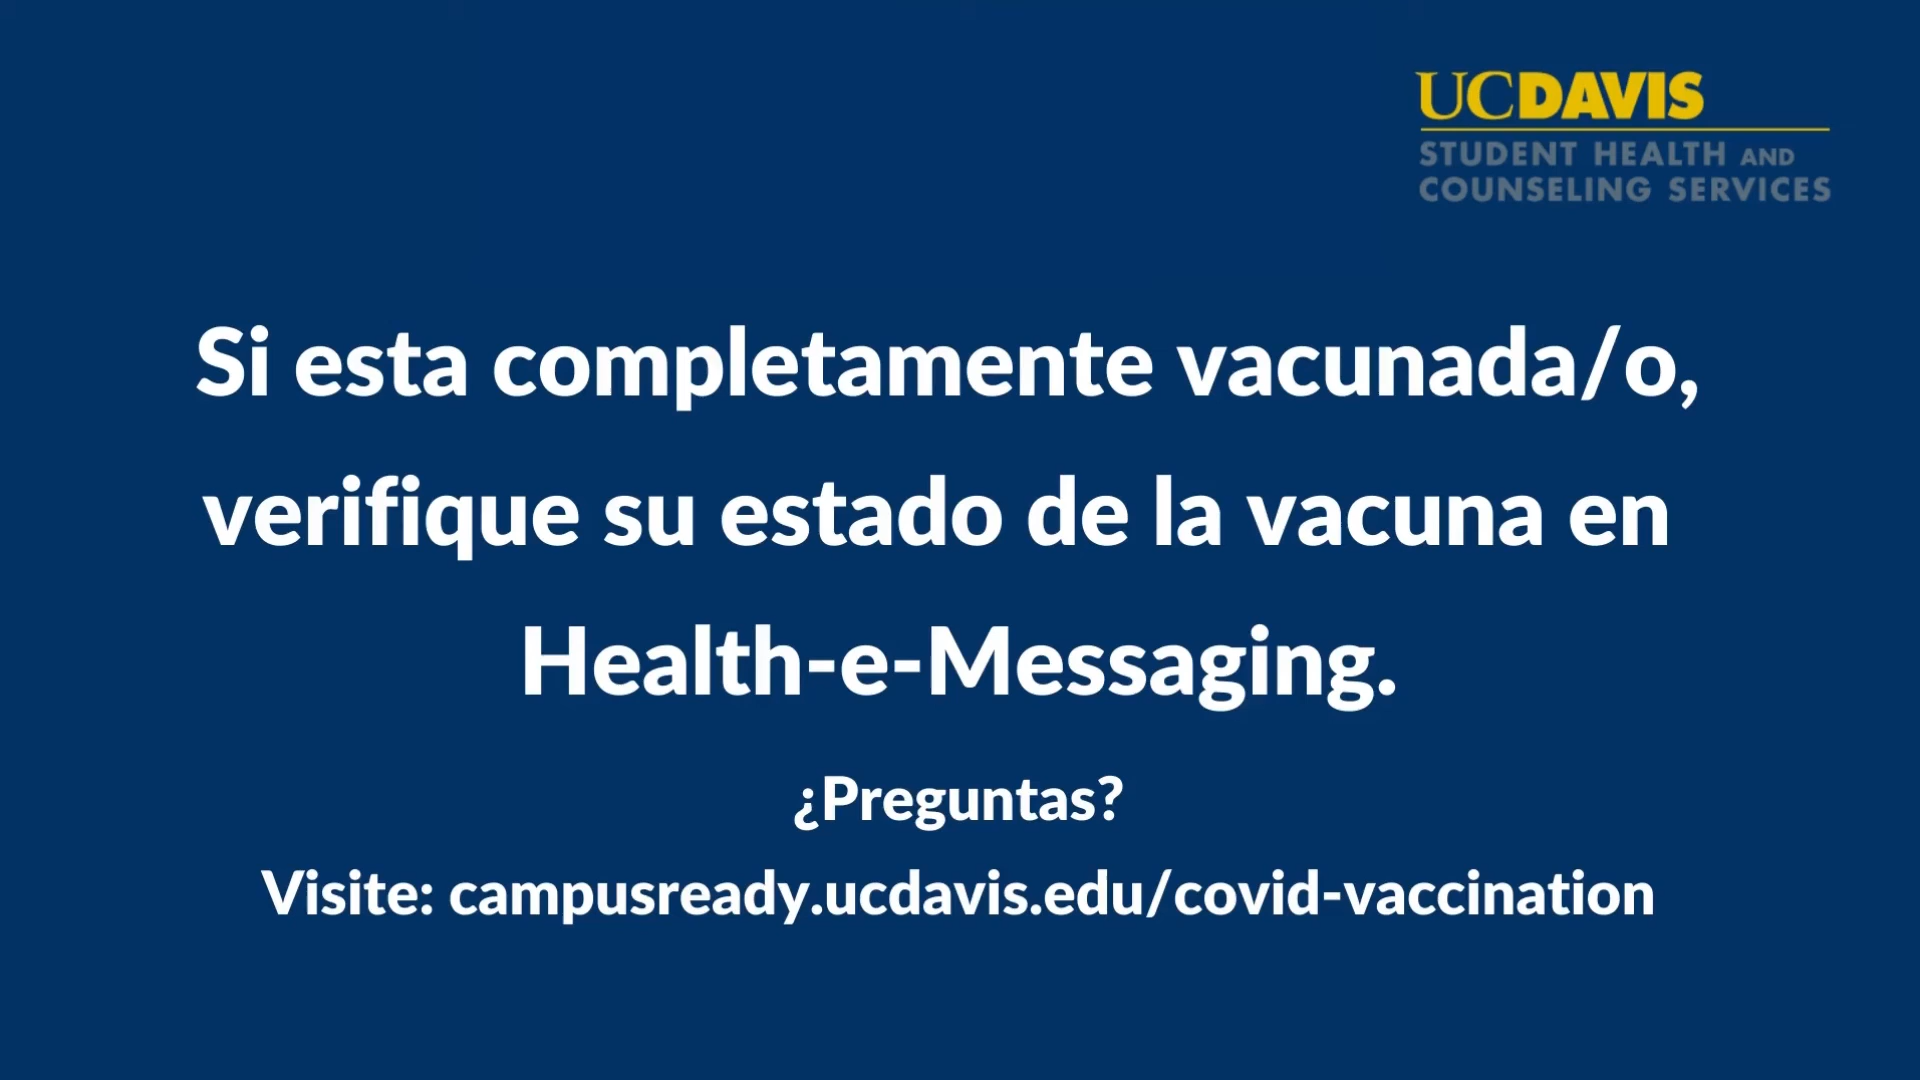 UCDAVIS
STUDENT HEALTH AND
COUNSELING SERVICES
Si esta completamente vacunada/o,
verifique su estado de la vacuna en
Health-e-Messaging.
¿Preguntas?
Visite: campusready.ucdavis.edu/covid-vaccination